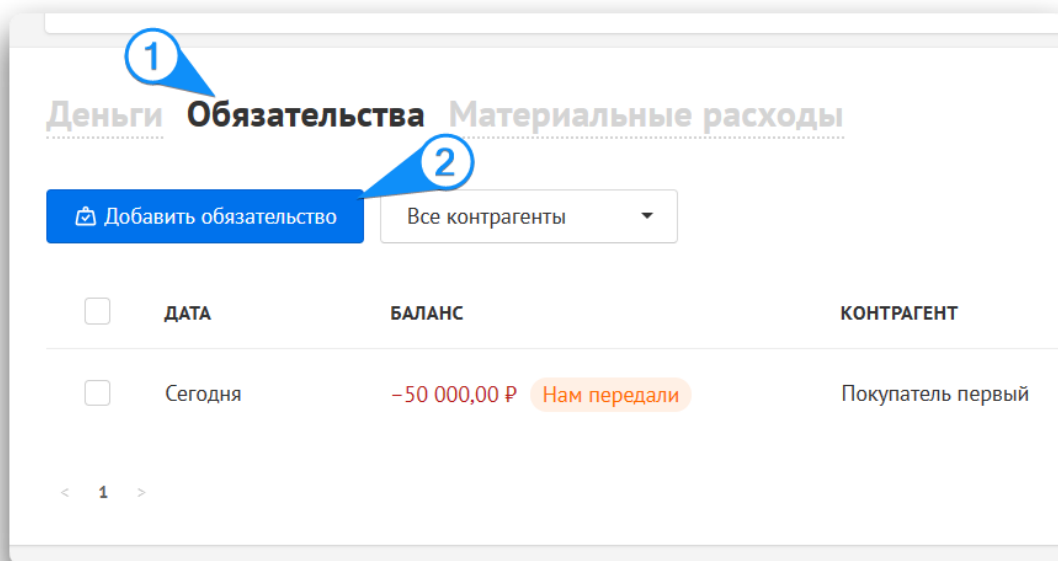 1
Деньги Обязательства Материальные расходы
2
Добавить обязательство Все контрагенты
ДАТА БАЛАНС КОНТРАГЕНТ
Сегодня −50 000,00 ₽ Нам передали Покупатель первый
< 1 >